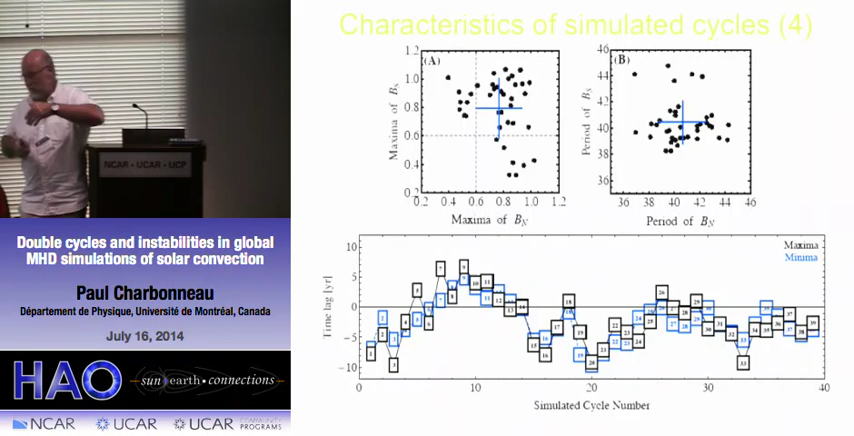 Characteristics of simulated cycles (4)
(A)
1.2
1.0
0.8
0.6
0.4
0.2
Maxima of B_S
0.2 0.4 0.6 0.8 1.0 1.2
Maxima of B_N
(B)
46
44
42
40
38
36
Period of B_S
36 38 40 42 44 46
Period of B_N
NCAR - UCAR - UCP
Double cycles and instabilities in global
MHD simulations of solar convection
Paul Charbonneau
Département de Physique, Université de Montréal, Canada
July 16, 2014
HAO
sun earth • connections
NCAR
UCAR
UCAR COMMUNITY
PROGRAMS
Maxima
Minima
10
5
0
−5
−10
Time lag [yr]
0 10 20 30 40
Simulated Cycle Number